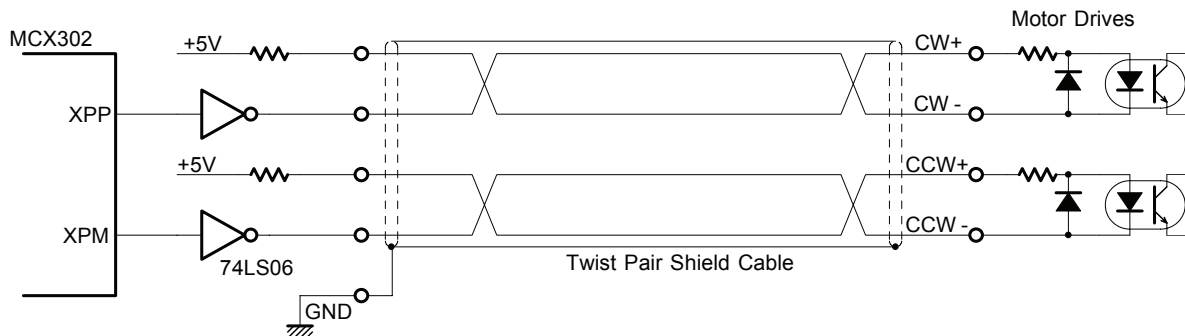 Motor Drives
MCX302
+5V
CW+
XPP
CW -
+5V
CCW+
XPM
CCW -
74LS06
Twist Pair Shield Cable
GND